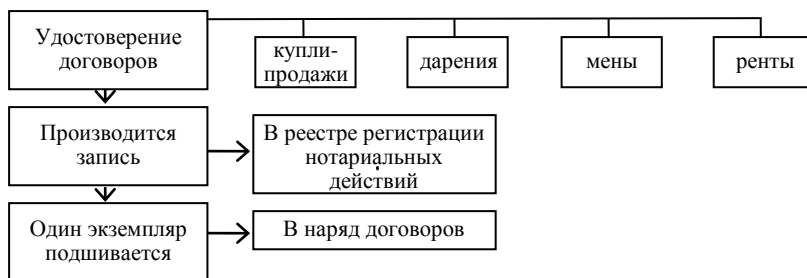 Удостоверение
договоров
купли-
продажи
дарения
мены
ренты
Производится
запись
В реестре регистрации
нотариальных
действий
Один экземпляр
подшивается
В наряд договоров